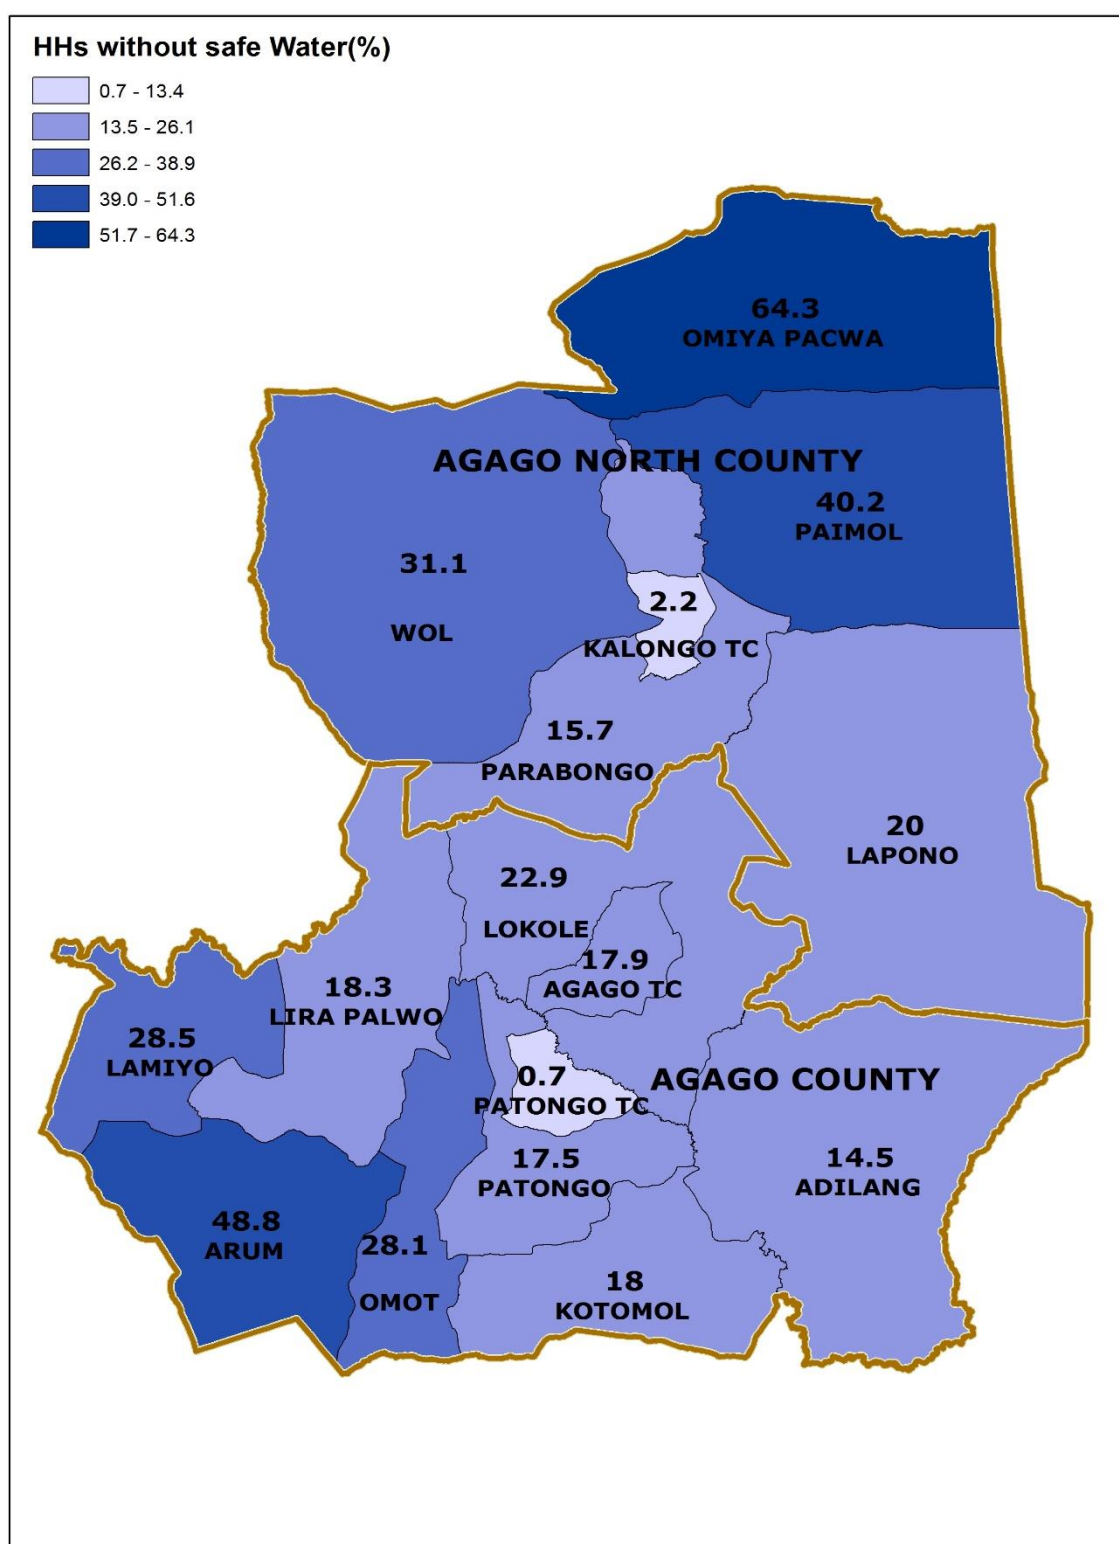 HHs without safe Water(%)
0.7 - 13.4
13.5 - 26.1
26.2 - 38.9
39.0 - 51.6
51.7 - 64.3
64.3
OMIYA PACWA
AGAGO NORTH COUNTY
40.2
PAIMOL
31.1
WOL
2.2
KALONGO TC
15.7
PARABONGO
20
LAPONO
22.9
LOKOLE
17.9
AGAGO TC
18.3
LIRA PALWO
28.5
LAMIYO
0.7
PATONGO TC
AGAGO COUNTY
17.5
PATONGO
14.5
ADILANG
48.8
ARUM
28.1
OMOT
18
KOTOMOL